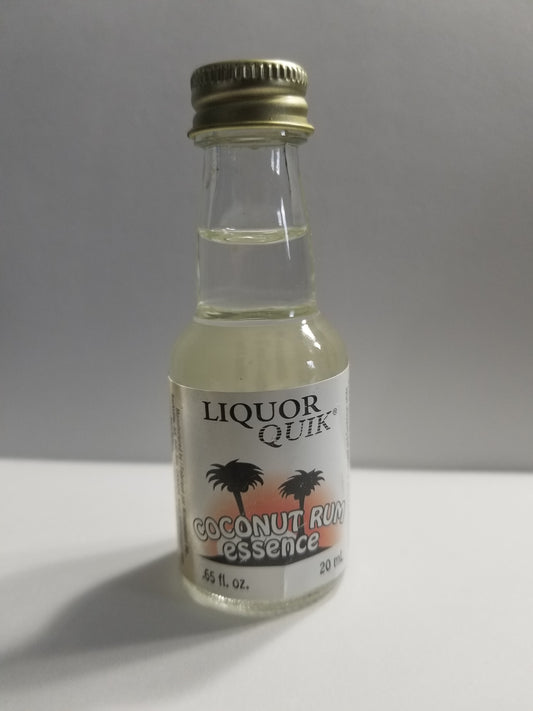 LIQUOR
QUIK®
COCONUT RUM
essence
.65 fl. oz.
20 mL